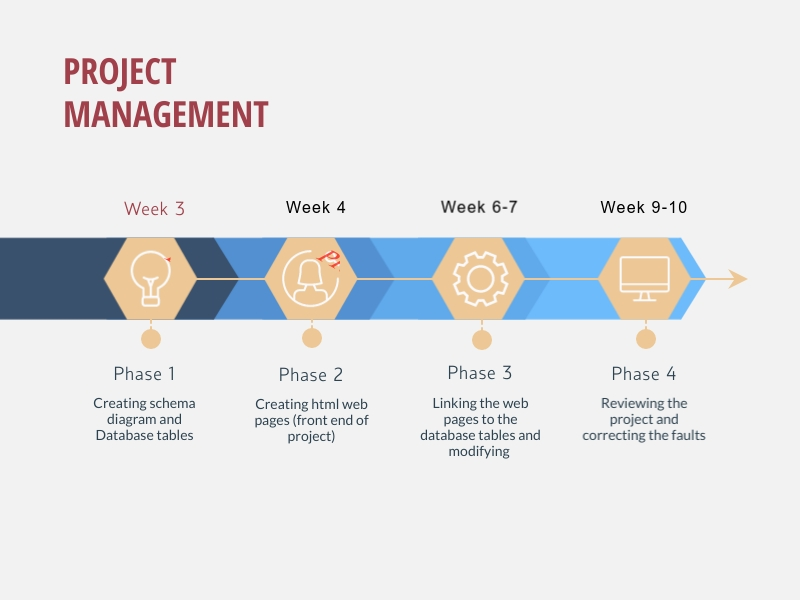 PROJECT
MANAGEMENT
Week 3
Week 4
Week 6-7
Week 9-10
Phase 1
Creating schema
diagram and
Database tables
Phase 2
Creating html web
pages (front end of
project)
Phase 3
Linking the web
pages to the
database tables and
modifying
Phase 4
Reviewing the
project and
correcting the faults